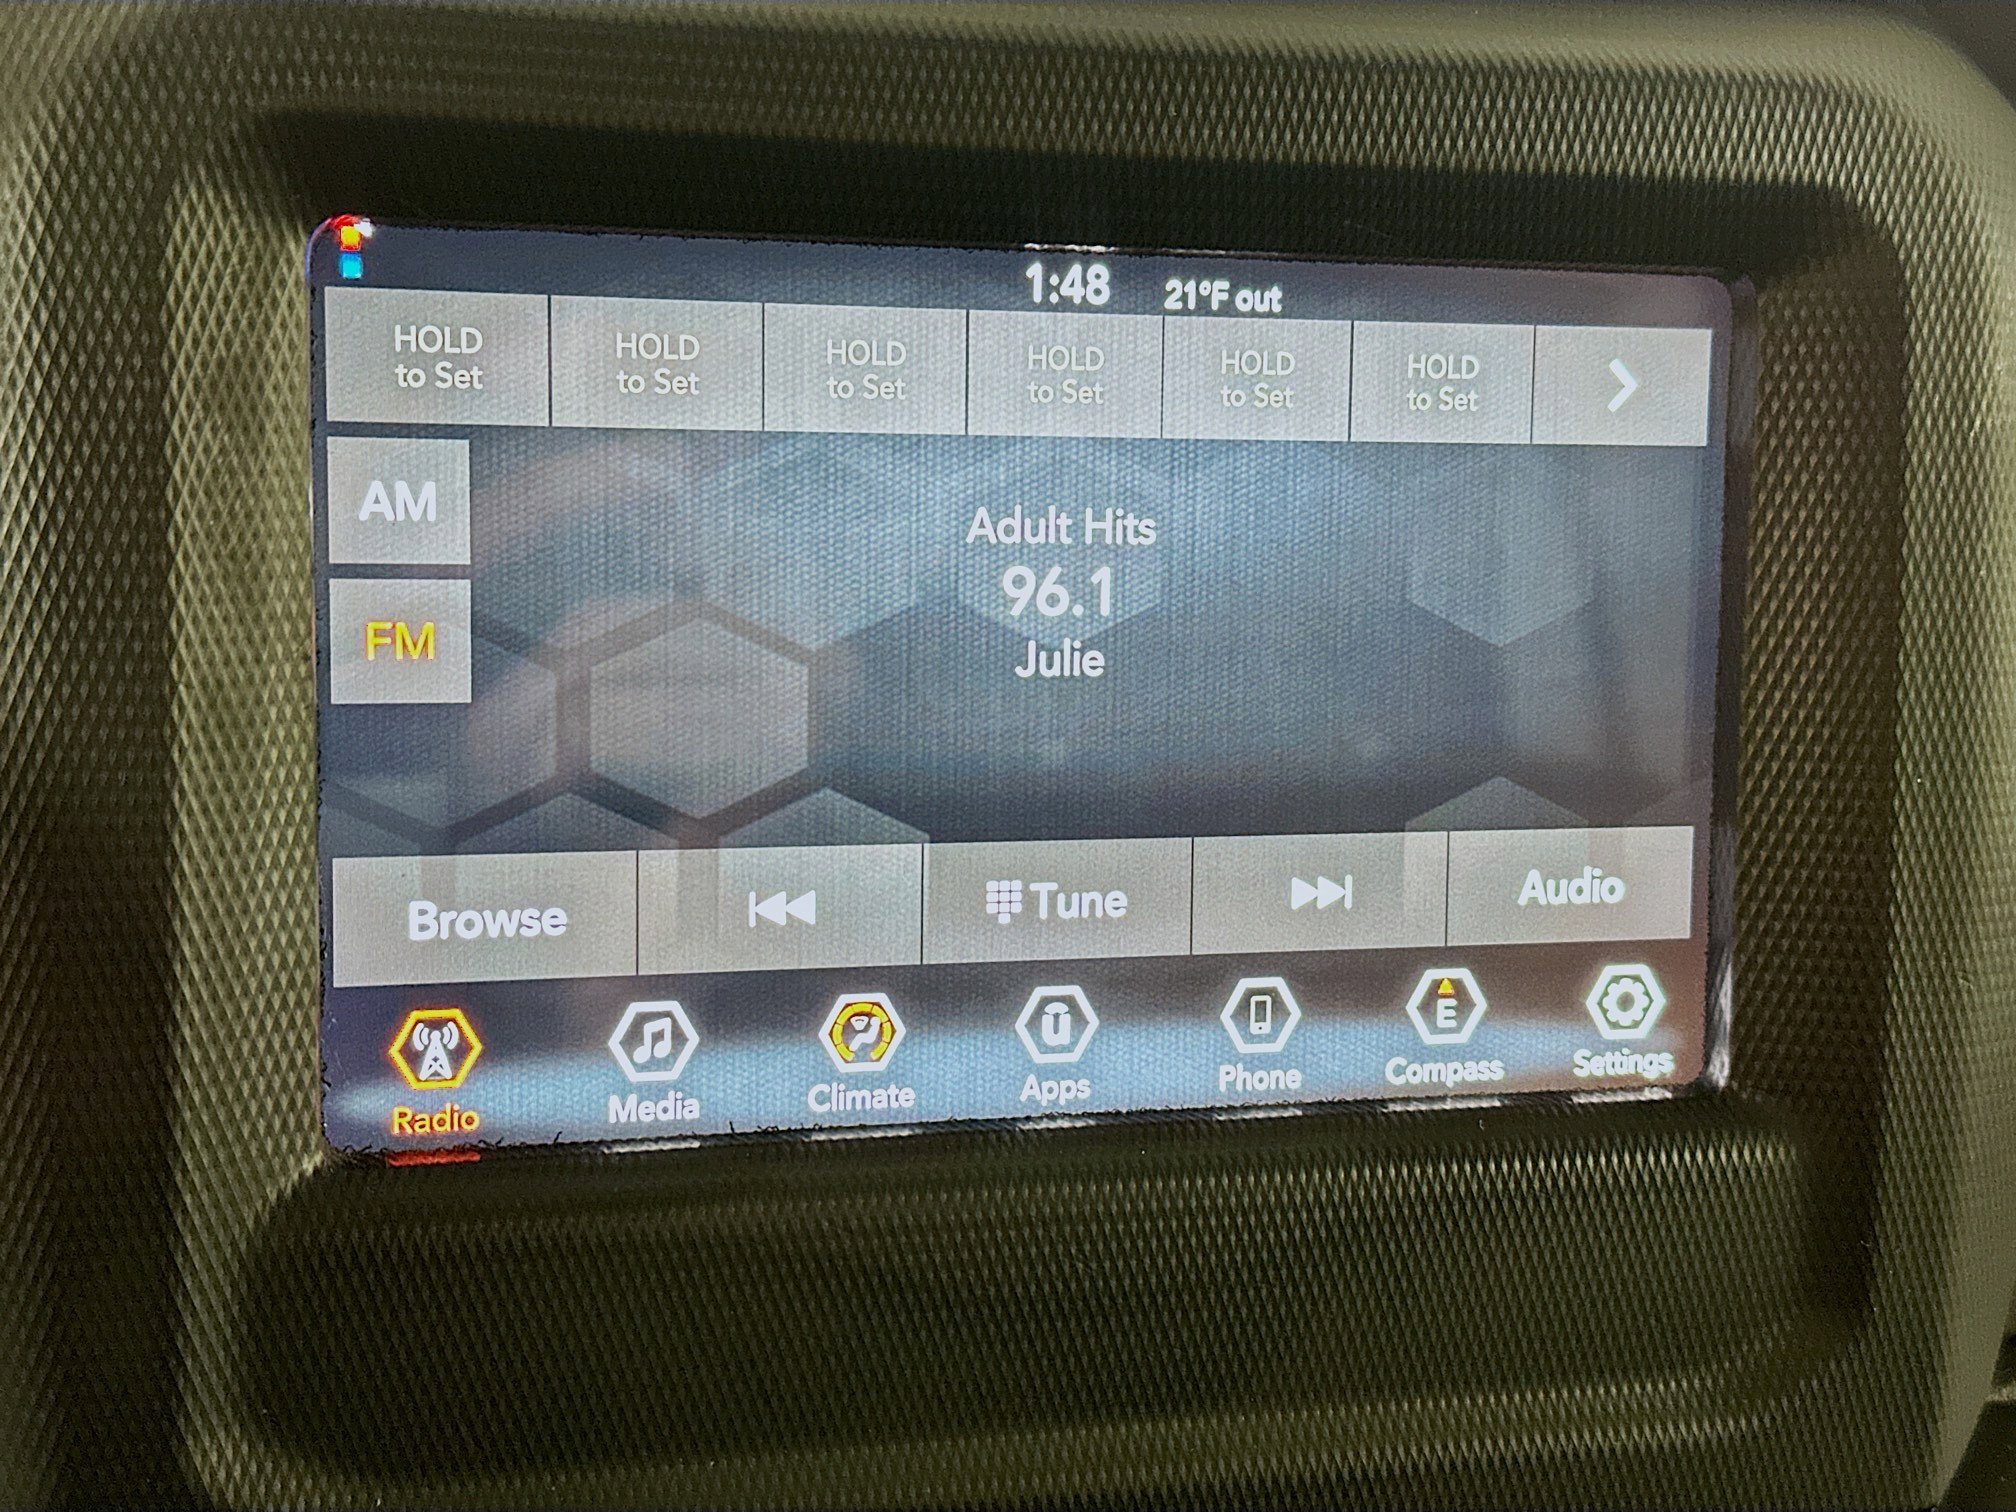 1:48 21°F out
HOLD
to Set
HOLD
to Set
HOLD
to Set
HOLD
to Set
HOLD
to Set
HOLD
to Set
AM
FM
Adult Hits
96.1
Julie
Browse
Tune
Audio
Radio
Media
Climate
Apps
Phone
E
Compass
Settings